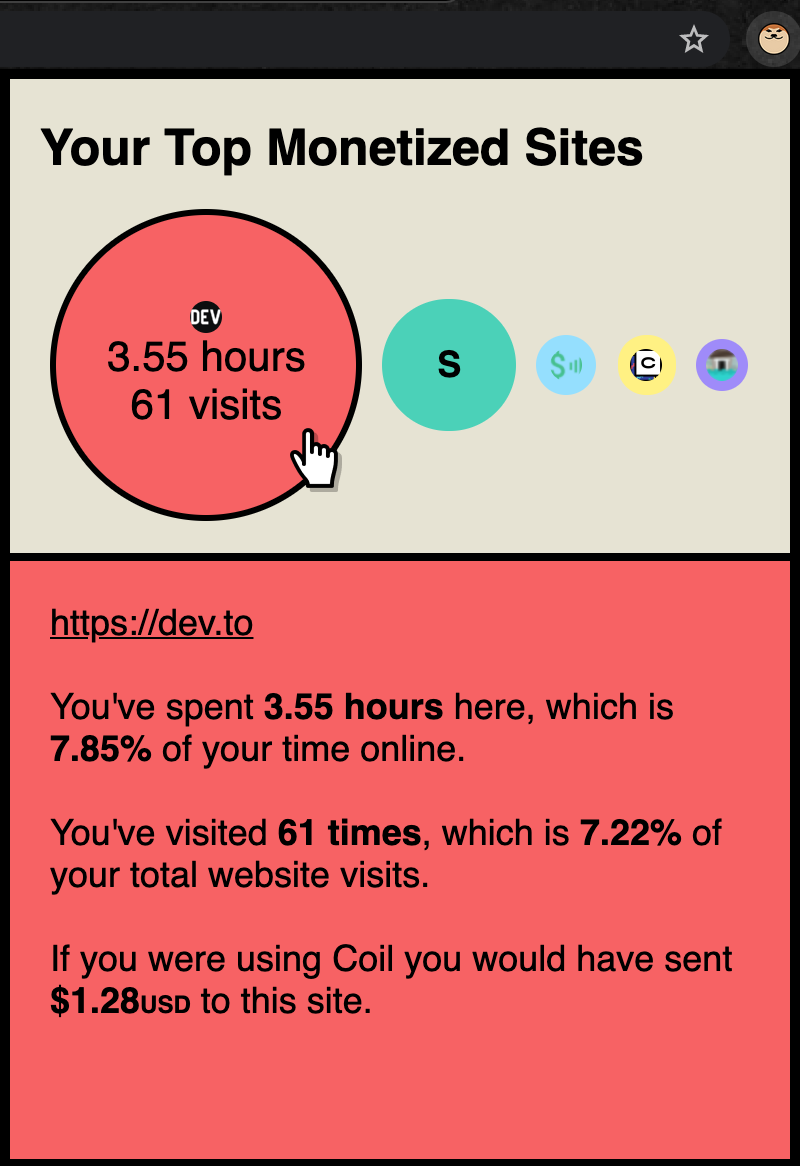 Your Top Monetized Sites
DEV
3.55 hours
61 visits
S
$
C
https://dev.to
You've spent 3.55 hours here, which is
7.85% of your time online.
You've visited 61 times, which is 7.22% of
your total website visits.
If you were using Coil you would have sent
$1.28USD to this site.